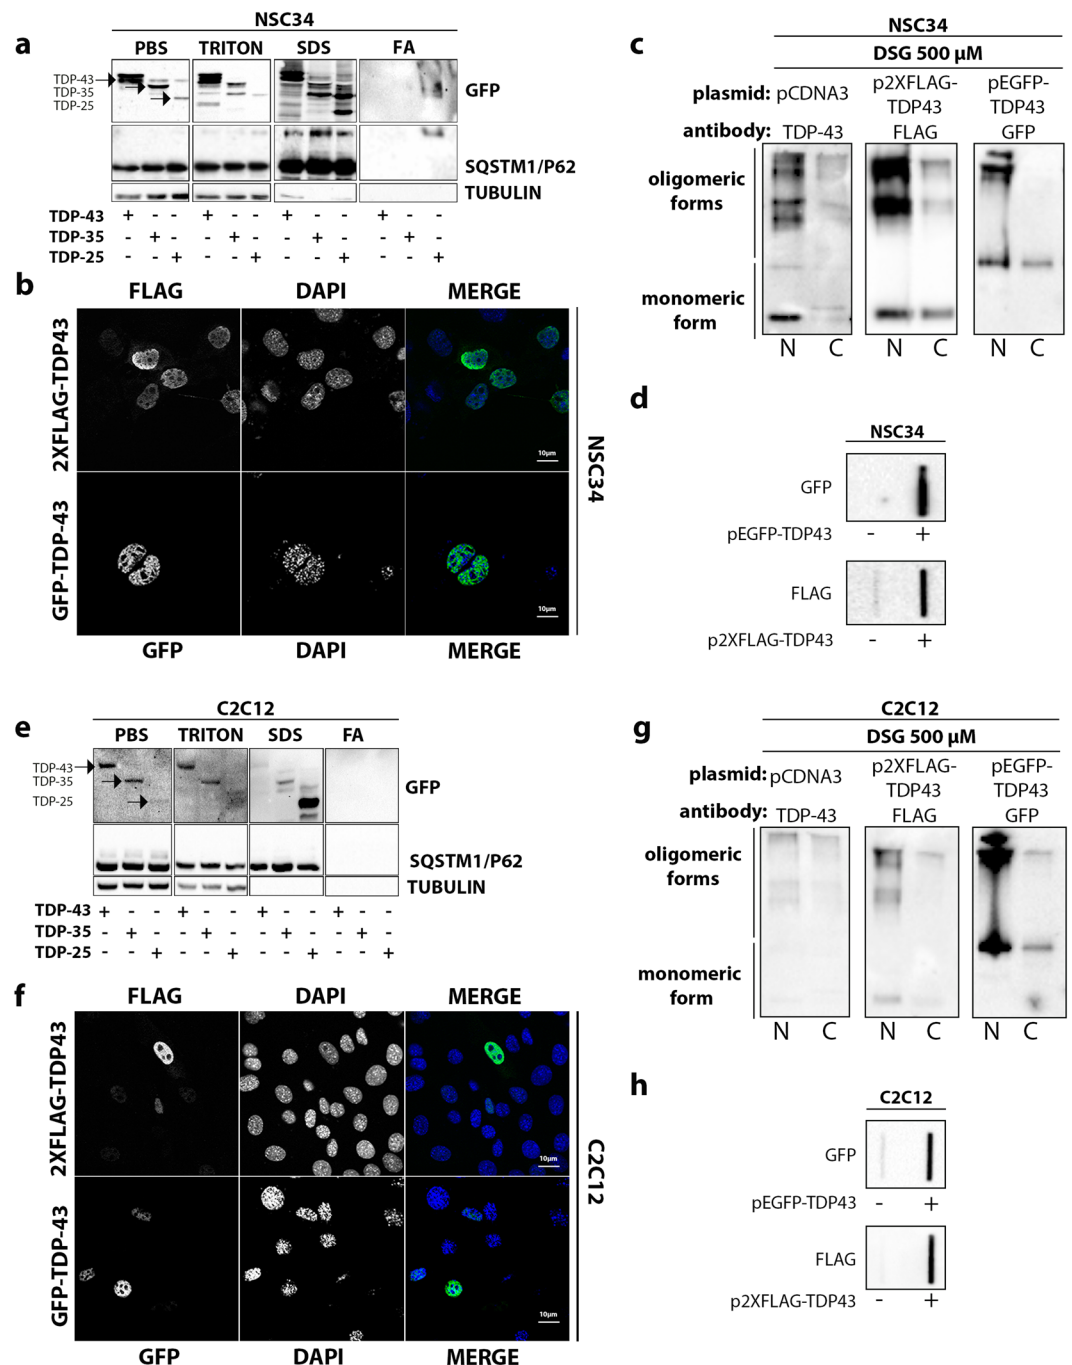 a
NSC34
PBS TRITON SDS FA
TDP-43
TDP-35
TDP-25
GFP
SQSTM1/P62
TUBULIN
TDP-43 + - - + - - + - - + - -
TDP-35 - + - - + - - + - - + -
TDP-25 - - + - - + - - + - - +
b
FLAG DAPI MERGE
2XFLAG-TDP43
10µm
GFP-TDP-43
10µm
NSC34
GFP DAPI MERGE
c
NSC34
DSG 500 µM
plasmid: pCDNA3 p2XFLAG-TDP43 pEGFP-TDP43
antibody: TDP-43 FLAG GFP
oligomeric
forms
monomeric
form
N C N C N C
d
NSC34
GFP
pEGFP-TDP43 - +
FLAG
p2XFLAG-TDP43 - +
e
C2C12
PBS TRITON SDS FA
TDP-43
TDP-35
TDP-25
GFP
SQSTM1/P62
TUBULIN
TDP-43 + - - + - - + - - + - -
TDP-35 - + - - + - - + - - + -
TDP-25 - - + - - + - - + - - +
f
FLAG DAPI MERGE
2XFLAG-TDP43
10µm
GFP-TDP-43
10µm
C2C12
GFP DAPI MERGE
g
C2C12
DSG 500 µM
plasmid: pCDNA3 p2XFLAG-TDP43 pEGFP-TDP43
antibody: TDP-43 FLAG GFP
oligomeric
forms
monomeric
form
N C N C N C
h
C2C12
GFP
pEGFP-TDP43 - +
FLAG
p2XFLAG-TDP43 - +